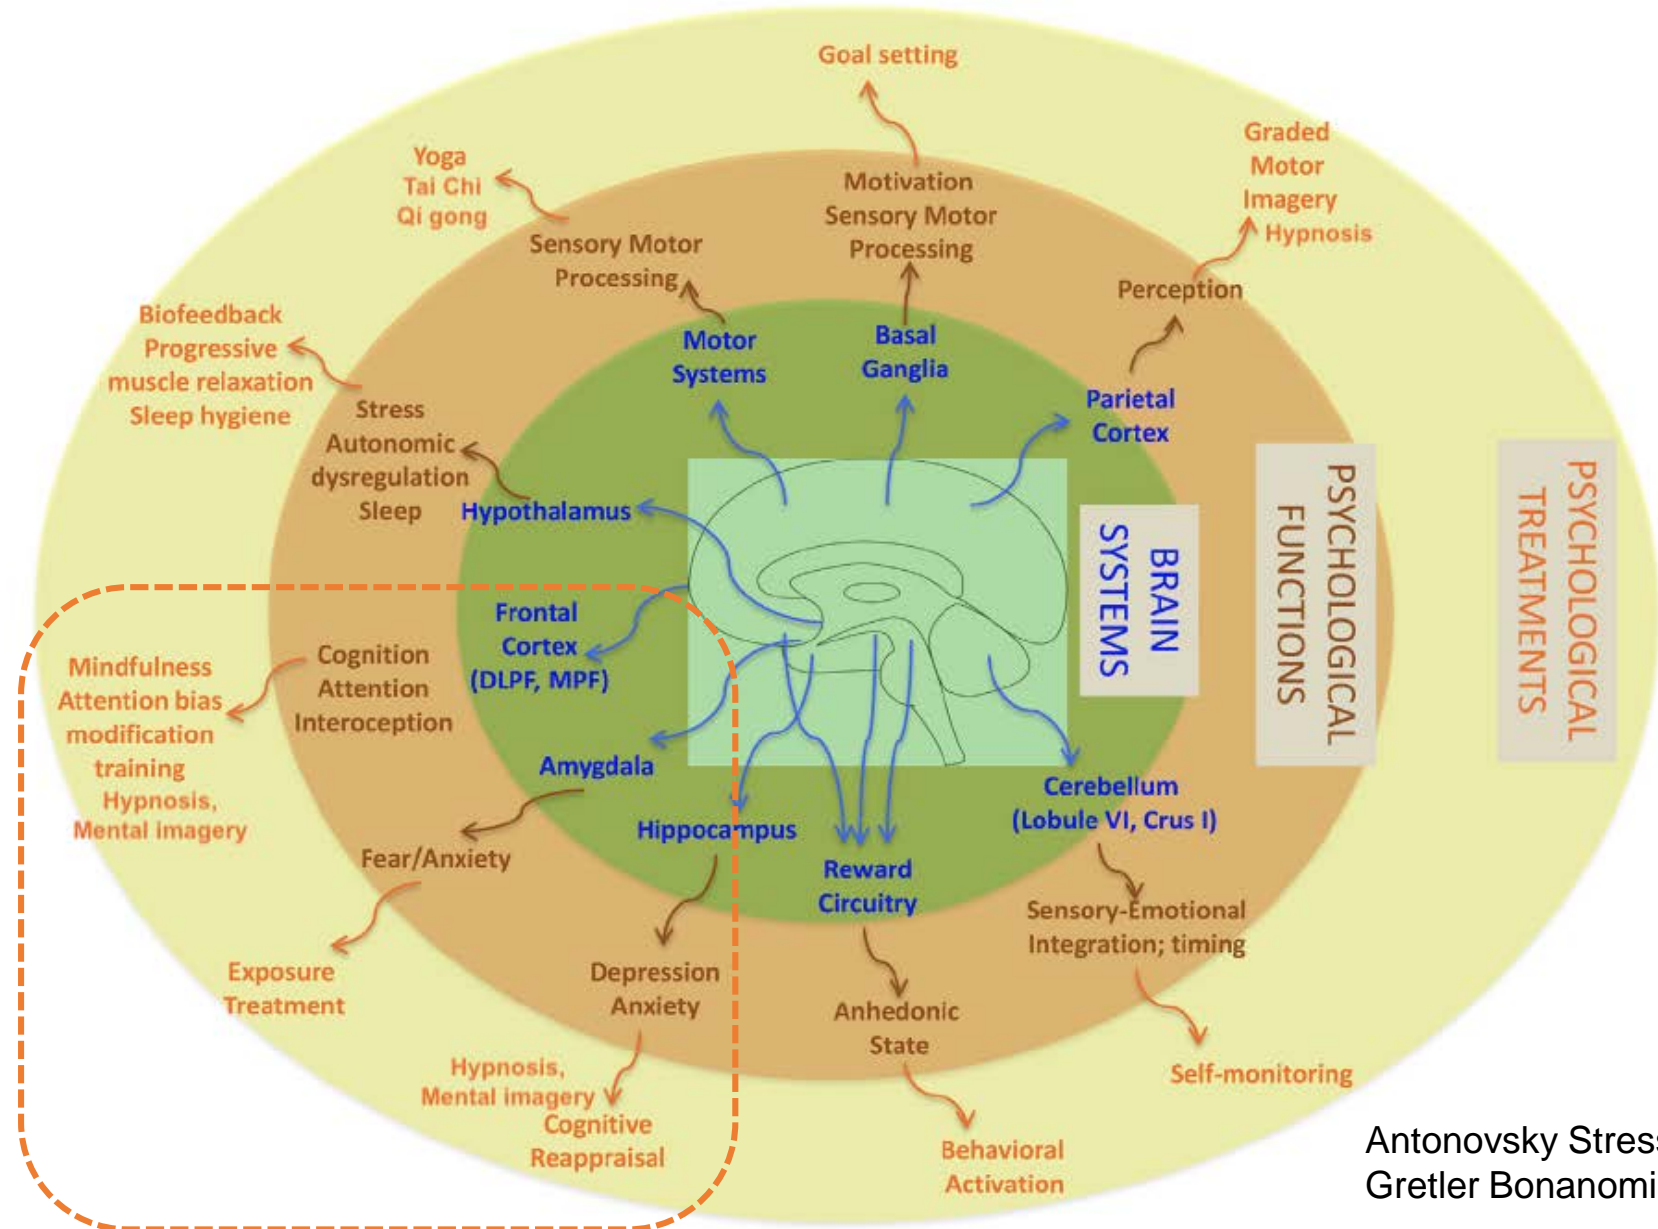 Goal setting
Graded
Motor
Imagery
Hypnosis
Yoga
Tai Chi
Qi gong
Motivation
Sensory Motor
Processing
Sensory Motor
Processing
Perception
Biofeedback
Progressive
muscle relaxation
Sleep hygiene
Motor
Systems
Basal
Ganglia
Parietal
Cortex
Stress
Autonomic
dysregulation
Sleep
Hypothalamus
BRAIN
SYSTEMS
PSYCHOLOGICAL
FUNCTIONS
PSYCHOLOGICAL
TREATMENTS
Frontal
Cortex
(DLPF, MPF)
Cognition
Attention
Interoception
Mindfulness
Attention bias
modification
training
Hypnosis,
Mental imagery
Amygdala
Fear/Anxiety
Exposure
Treatment
Hippocampus
Depression
Anxiety
Hypnosis,
Mental imagery
Cognitive
Reappraisal
Reward
Circuitry
Anhedonic
State
Behavioral
Activation
Cerebellum
(Lobule VI, Crus I)
Sensory-Emotional
Integration; timing
Self-monitoring
Antonovsky Stress
Gretler Bonanomi